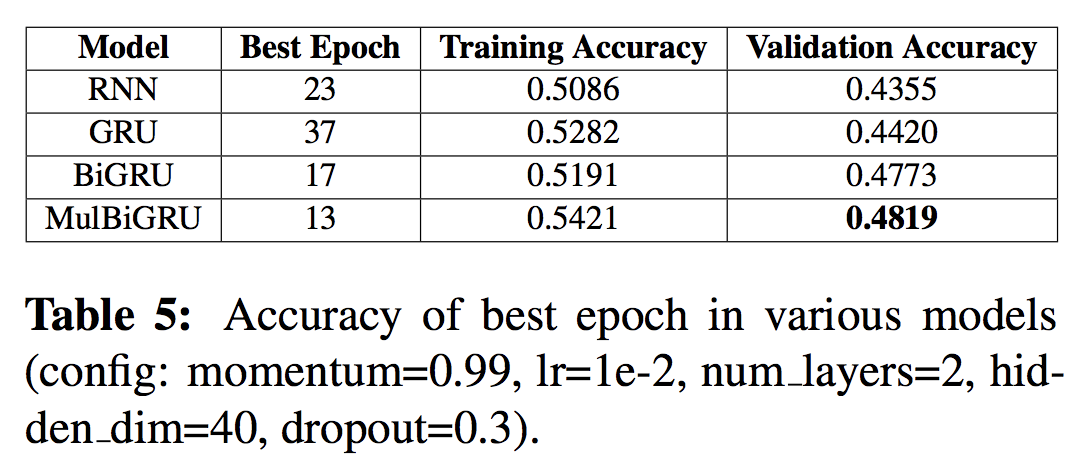 Model Best Epoch Training Accuracy Validation Accuracy
RNN 23 0.5086 0.4355
GRU 37 0.5282 0.4420
BiGRU 17 0.5191 0.4773
MulBiGRU 13 0.5421 0.4819
Table 5: Accuracy of best epoch in various models
(config: momentum=0.99, lr=1e-2, num_layers=2, hid-
den_dim=40, dropout=0.3).